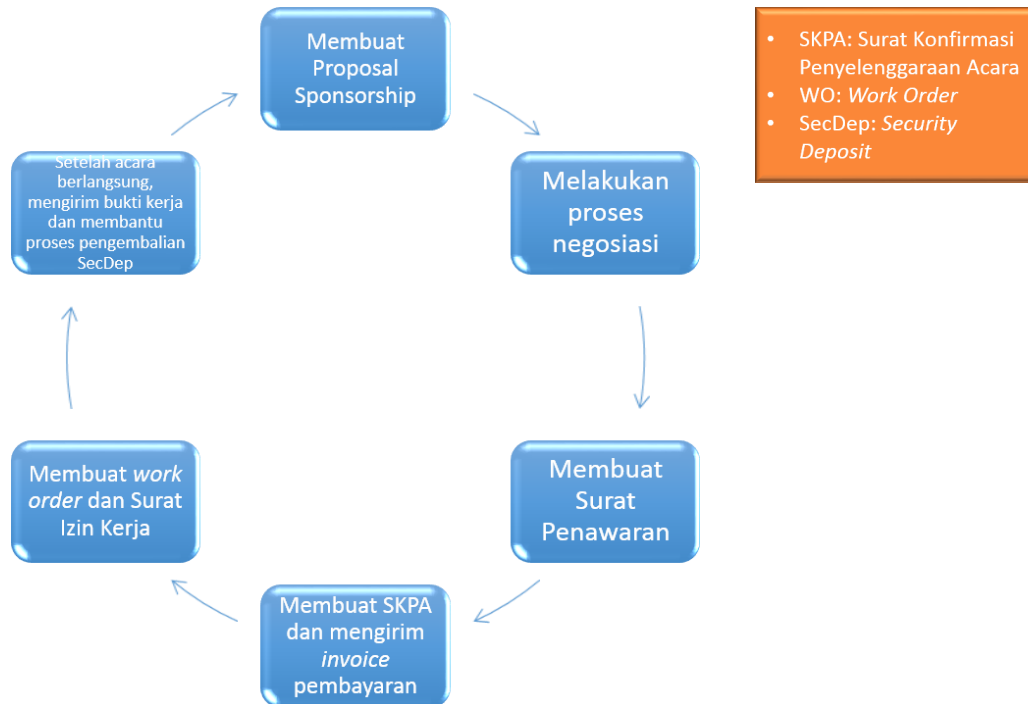 Membuat
Proposal
Sponsorship
Melakukan
proses
negosiasi
Membuat
Surat
Penawaran
Membuat SKPA
dan mengirim
invoice
pembayaran
Membuat work
order dan Surat
Izin Kerja
Setelah acara
berlangsung,
mengirim bukti kerja
dan membantu
proses pengembalian
SecDep
• SKPA: Surat Konfirmasi
Penyelenggaraan Acara
• WO: Work Order
• SecDep: Security
Deposit